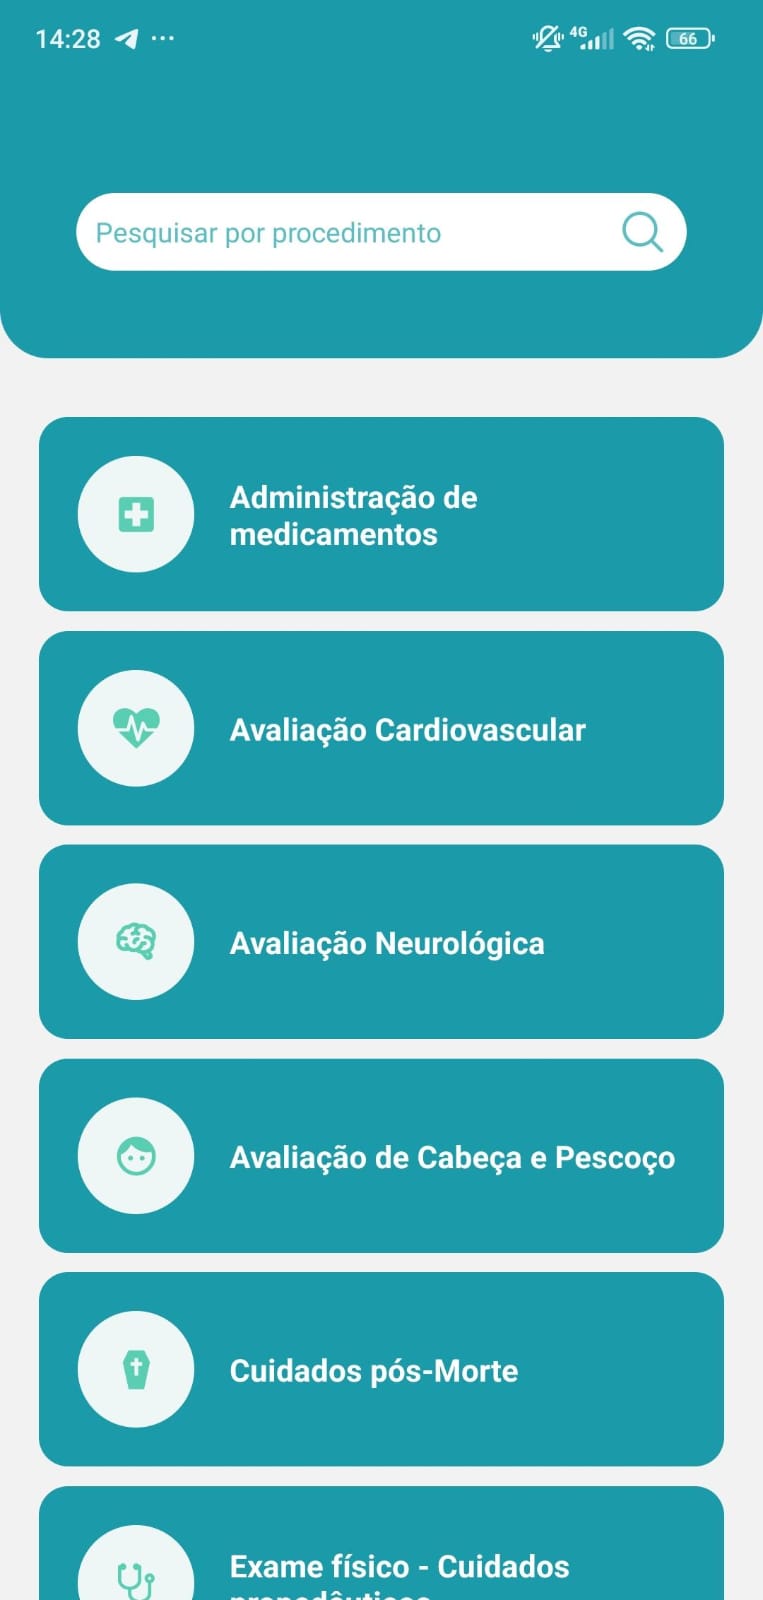 14:28
4G
66
Pesquisar por procedimento
Administração de
medicamentos
Avaliação Cardiovascular
Avaliação Neurológica
Avaliação de Cabeça e Pescoço
Cuidados pós-Morte
Exame físico - Cuidados